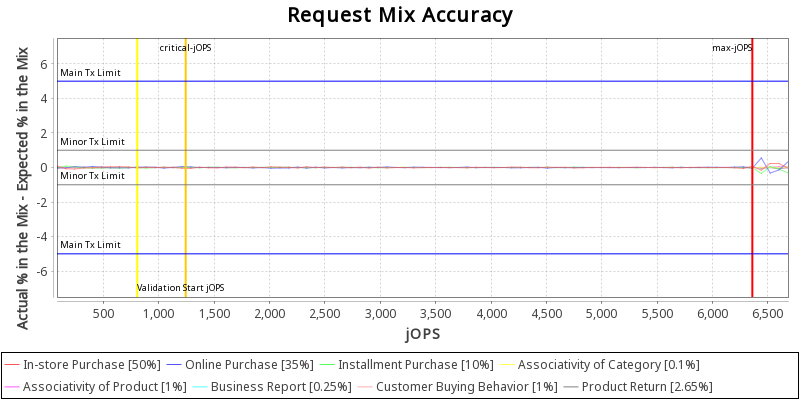 Request Mix Accuracy
critical-jOPS
max-jOPS
Actual % in the Mix - Expected % in the Mix
6
Main Tx Limit
4
2
Minor Tx Limit
0
Minor Tx Limit
-2
-4
Main Tx Limit
-6
Validation Start jOPS
500 1,000 1,500 2,000 2,500 3,000 3,500 4,000 4,500 5,000 5,500 6,000 6,500
jOPS
In-store Purchase [50%] Online Purchase [35%] Installment Purchase [10%] Associativity of Category [0.1%]
Associativity of Product [1%] Business Report [0.25%] Customer Buying Behavior [1%] Product Return [2.65%]